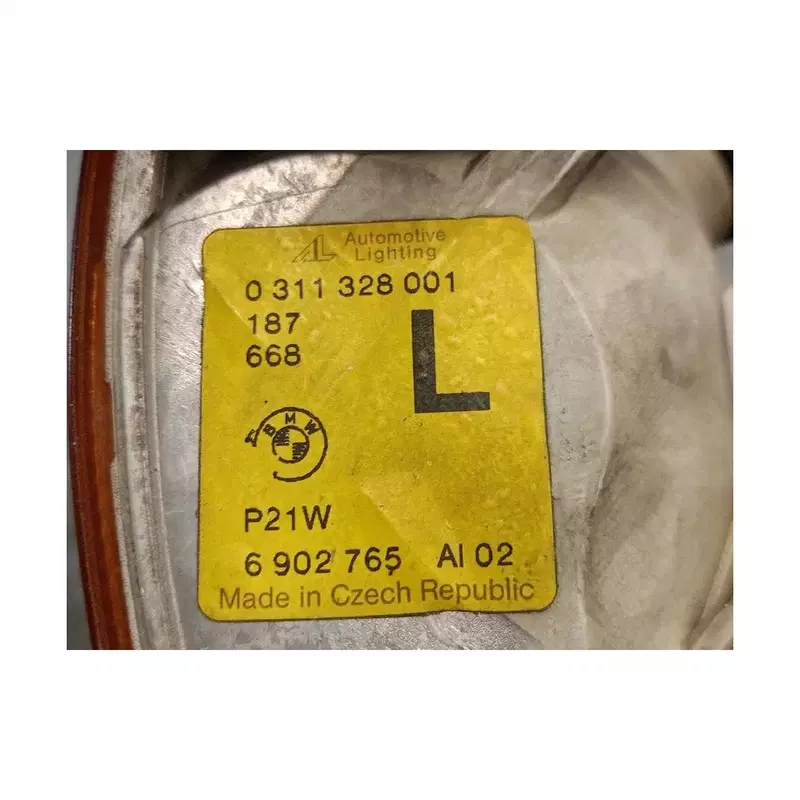 AL Automotive
Lighting
0 311 328 001
187
668
L
BMW
P21W
6 902 765 AI 02
Made in Czech Republic